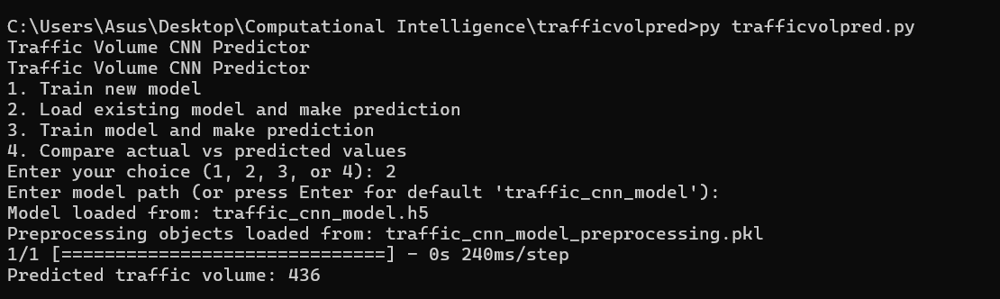 C:\Users\Asus\Desktop\Computational Intelligence\trafficvolpred>py trafficvolpred.py
Traffic Volume CNN Predictor
Traffic Volume CNN Predictor
1. Train new model
2. Load existing model and make prediction
3. Train model and make prediction
4. Compare actual vs predicted values
Enter your choice (1, 2, 3, or 4): 2
Enter model path (or press Enter for default 'traffic_cnn_model'):
Model loaded from: traffic_cnn_model.h5
Preprocessing objects loaded from: traffic_cnn_model_preprocessing.pkl
1/1 [==============================] - 0s 240ms/step
Predicted traffic volume: 436